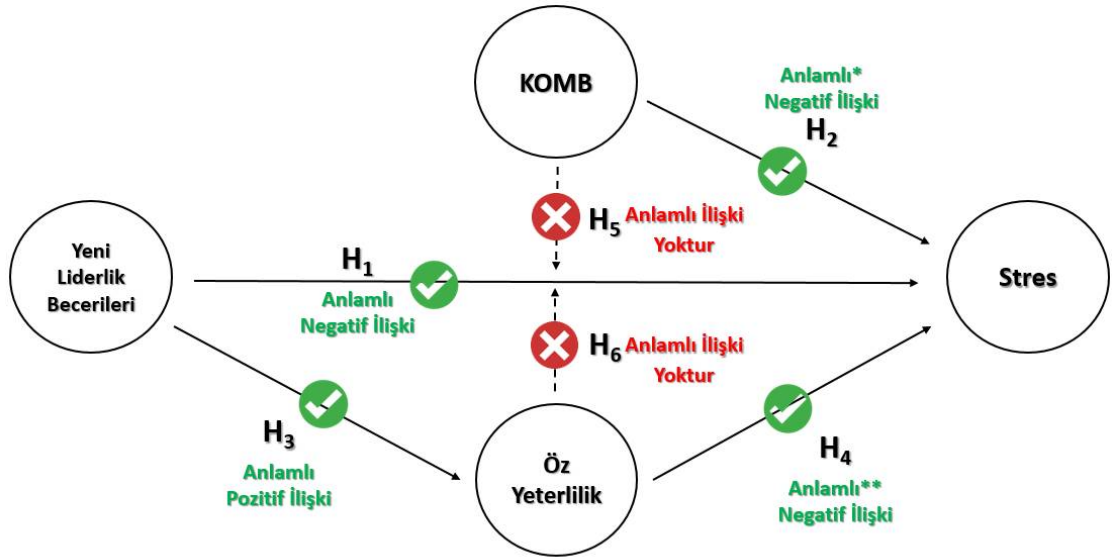 KOMB
Anlamlı*
Negatif İlişki
H2
H5 Anlamlı İlişki
Yoktur
Yeni
Liderlik
Becerileri
H1
Anlamlı
Negatif İlişki
Stres
H6 Anlamlı İlişki
Yoktur
H3
Anlamlı
Pozitif İlişki
Öz
Yeterlilik
H4
Anlamlı**
Negatif İlişki